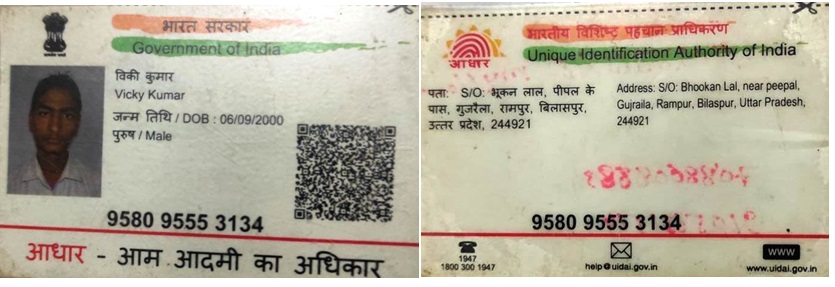 भारत सरकार
Government of India
विकी कुमार
Vicky Kumar
जन्म तिथि / DOB : 06/09/2000
पुरुष / Male
9580 9555 3134
आधार - आम आदमी का अधिकार
भारतीय विशिष्ट पहचान प्राधिकरण
Unique Identification Authority of India
आधार
पता: S/O: भूकन लाल, पीपल के
पास, गुजरैला, रामपुर, बिलासपुर,
उत्तर प्रदेश, 244921
Address: S/O: Bhookan Lal, near peepal,
Gujraila, Rampur, Bilaspur, Uttar Pradesh,
244921
9580 9555 3134
1947
1800 300 1947
help@uidai.gov.in
www
www.uidai.gov.in